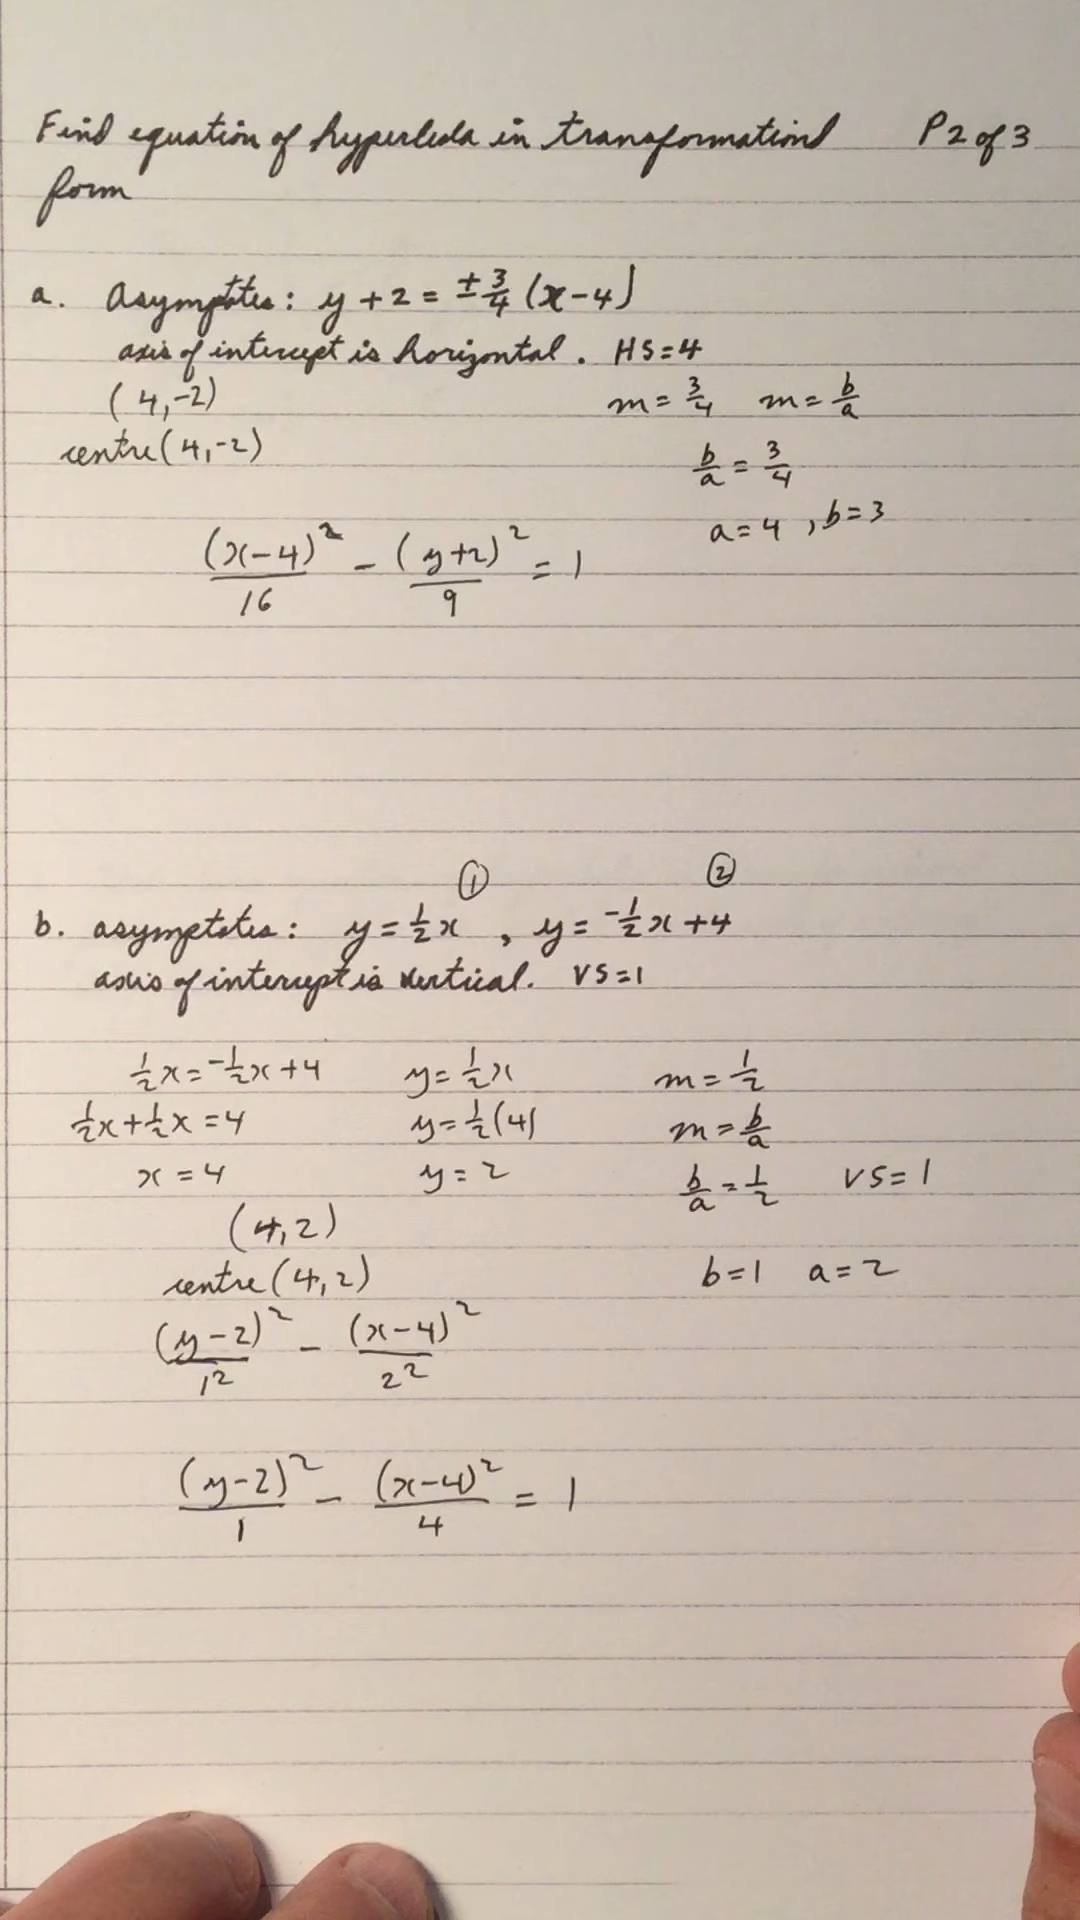 Find equation of hyperbola in transformational P2 of 3
form
a. Asymptotes: y + 2 = ± 3/4 (x - 4)
axis of intercept is horizontal. HS = 4
(4, -2) m = 3/4 m = b/a
centre (4, -2) b/a = 3/4
a = 4, b = 3
(x-4)²/16 - (y+2)²/9 = 1
① ②
b. asymptotes: y = 1/2 x , y = -1/2 x + 4
axis of intercept is vertical. VS = 1
1/2 x = -1/2 x + 4 y = 1/2 x m = 1/2
1/2 x + 1/2 x = 4 y = 1/2 (4) m = b/a
x = 4 y = 2 b/a = 1/2 VS = 1
(4, 2)
centre (4, 2) b = 1 a = 2
(y-2)²/1² - (x-4)²/2²
(y-2)²/1 - (x-4)²/4 = 1